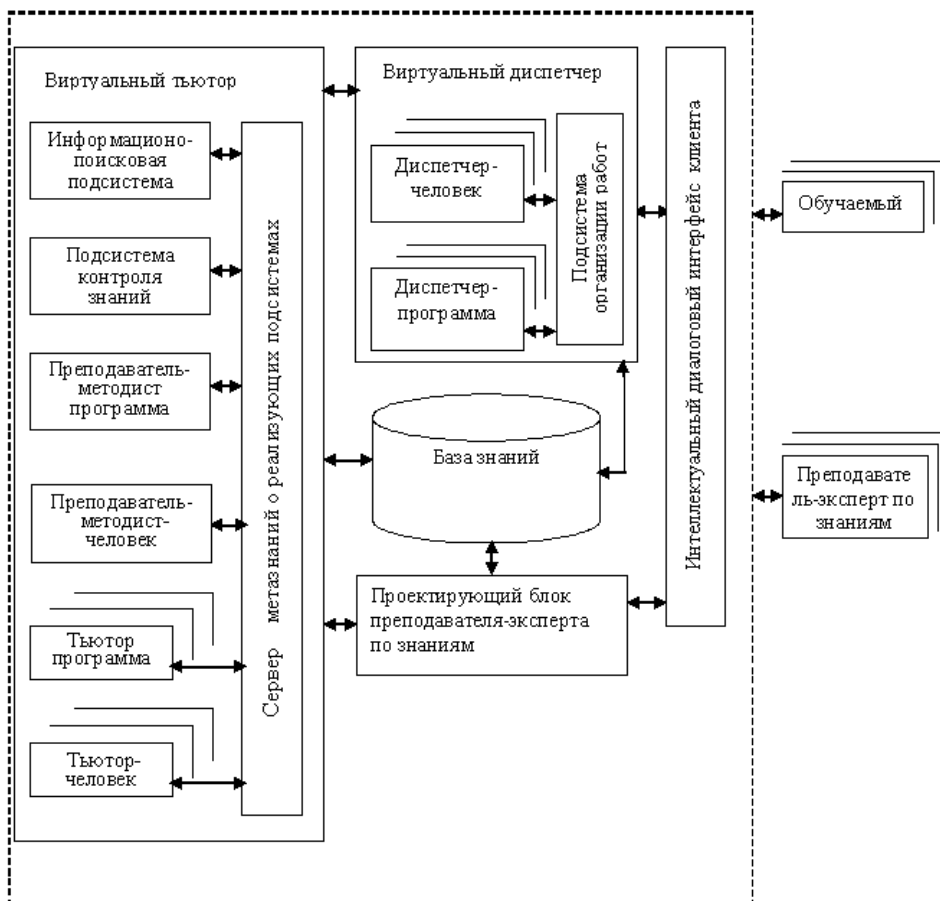 Виртуальный тьютор
Информационо-
поисковая
подсистема
Подсистема
контроля
знаний
Преподаватель-
методист
программа
Преподаватель-
методист-
человек
Тьютор
программа
Тьютор-
человек
Сервер метазнаний о реализующих подсистемах
Виртуальный диспетчер
Диспетчер-
человек
Диспетчер-
программа
Подсистема
организации работ
База знаний
Проектирующий блок
преподавателя-эксперта
по знаниям
Интеллектуальный диалоговый интерфейс клиента
Обучаемый
Преподавате
ль-эксперт по
знаниям